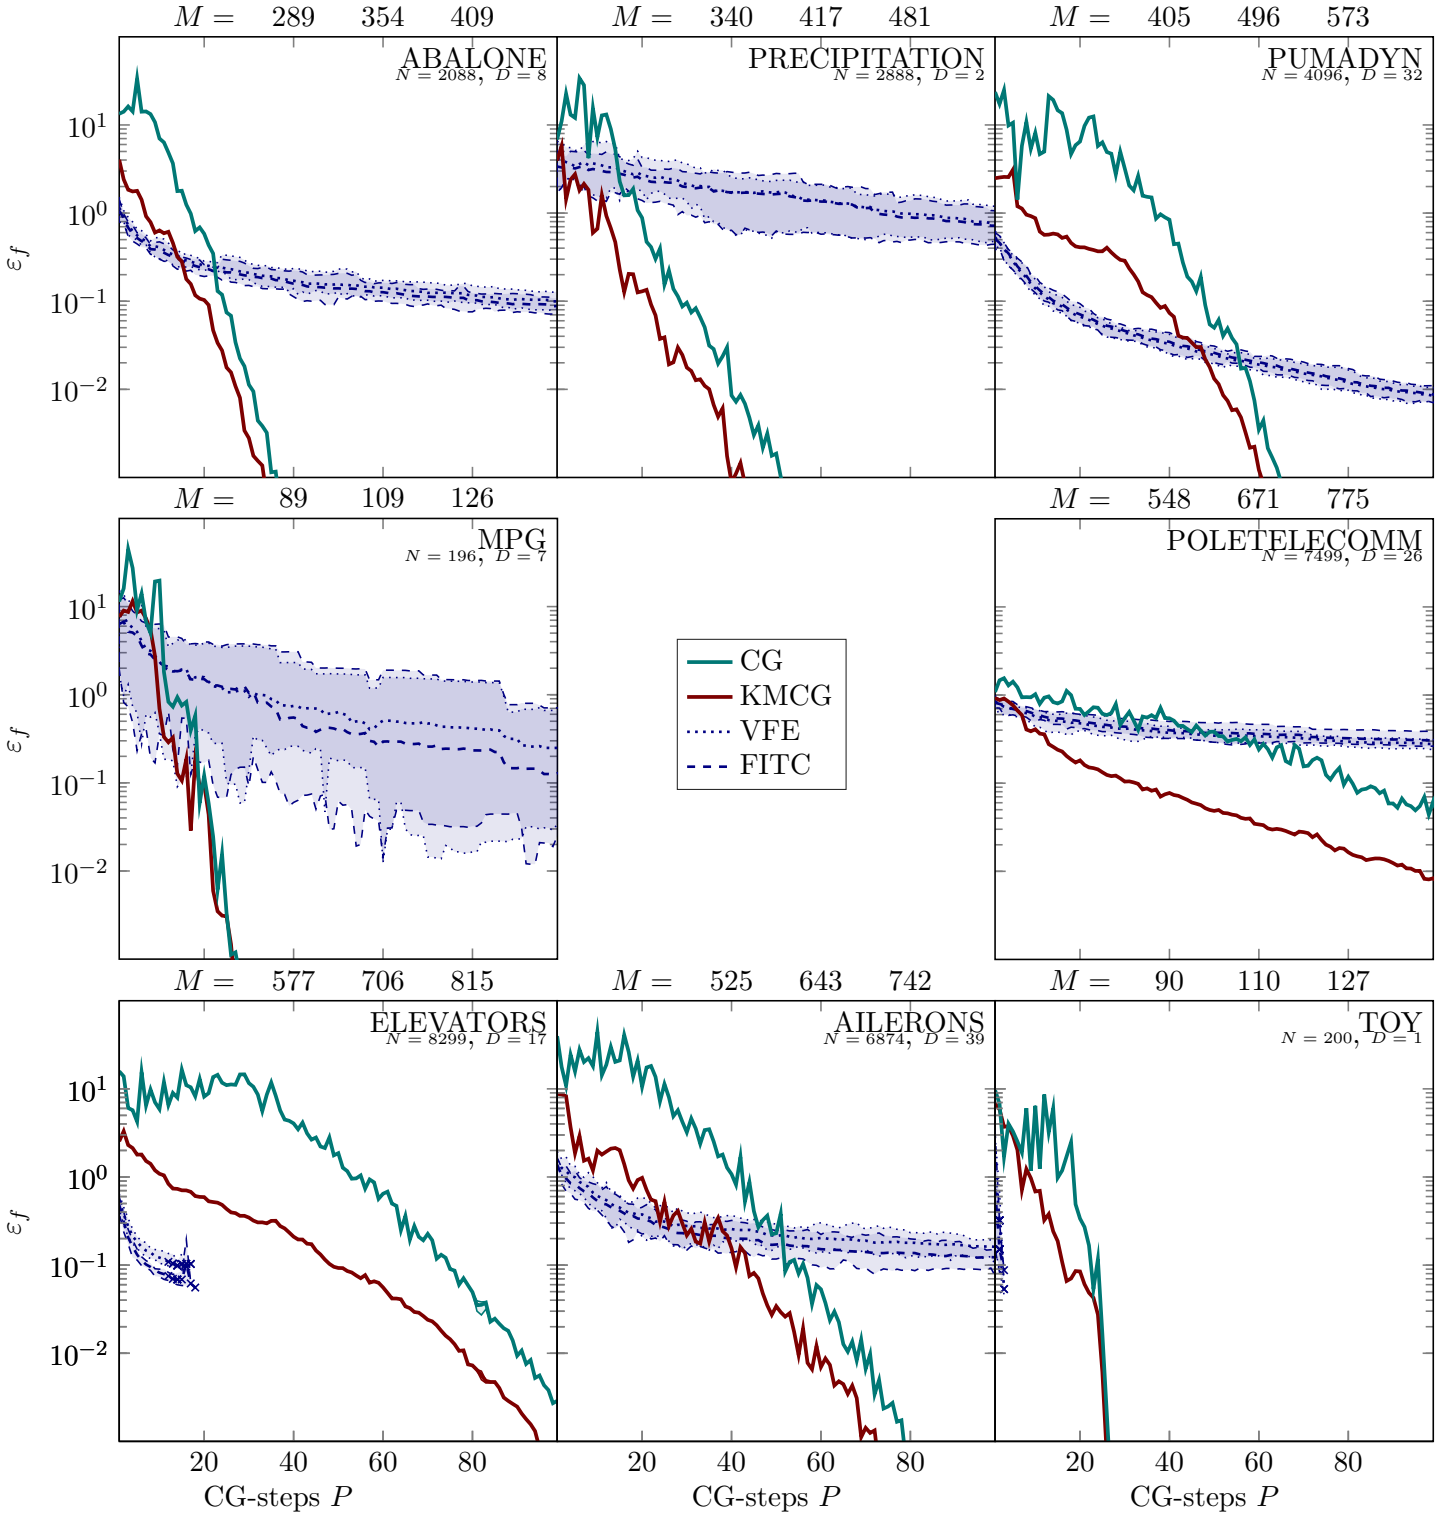 M = 289 354 409 M = 340 417 481 M = 405 496 573
ABALONE
N = 2088, D = 8
PRECIPITATION
N = 2888, D = 2
PUMADYN
N = 4096, D = 32
10^1
10^0
10^−1
10^−2
ε_f
M = 89 109 126 M = 548 671 775
MPG
N = 196, D = 7
POLETELECOMM
N = 7499, D = 26
10^1
10^0
10^−1
10^−2
ε_f
CG
KMCG
VFE
FITC
M = 577 706 815 M = 525 643 742 M = 90 110 127
ELEVATORS
N = 8299, D = 17
AILERONS
N = 6874, D = 39
TOY
N = 200, D = 1
10^1
10^0
10^−1
10^−2
ε_f
20 40 60 80 20 40 60 80 20 40 60 80
CG-steps P CG-steps P CG-steps P